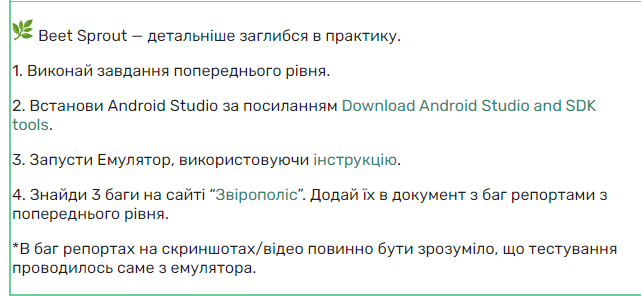 Beet Sprout — детальніше заглибся в практику.
1. Виконай завдання попереднього рівня.
2. Встанови Android Studio за посиланням Download Android Studio and SDK
tools.
3. Запусти Емулятор, використовуючи інструкцію.
4. Знайди 3 баги на сайті “Звірополіс”. Додай їх в документ з баг репортами з
попереднього рівня.
*В баг репортах на скриншотах/відео повинно бути зрозуміло, що тестування
проводилось саме з емулятора.